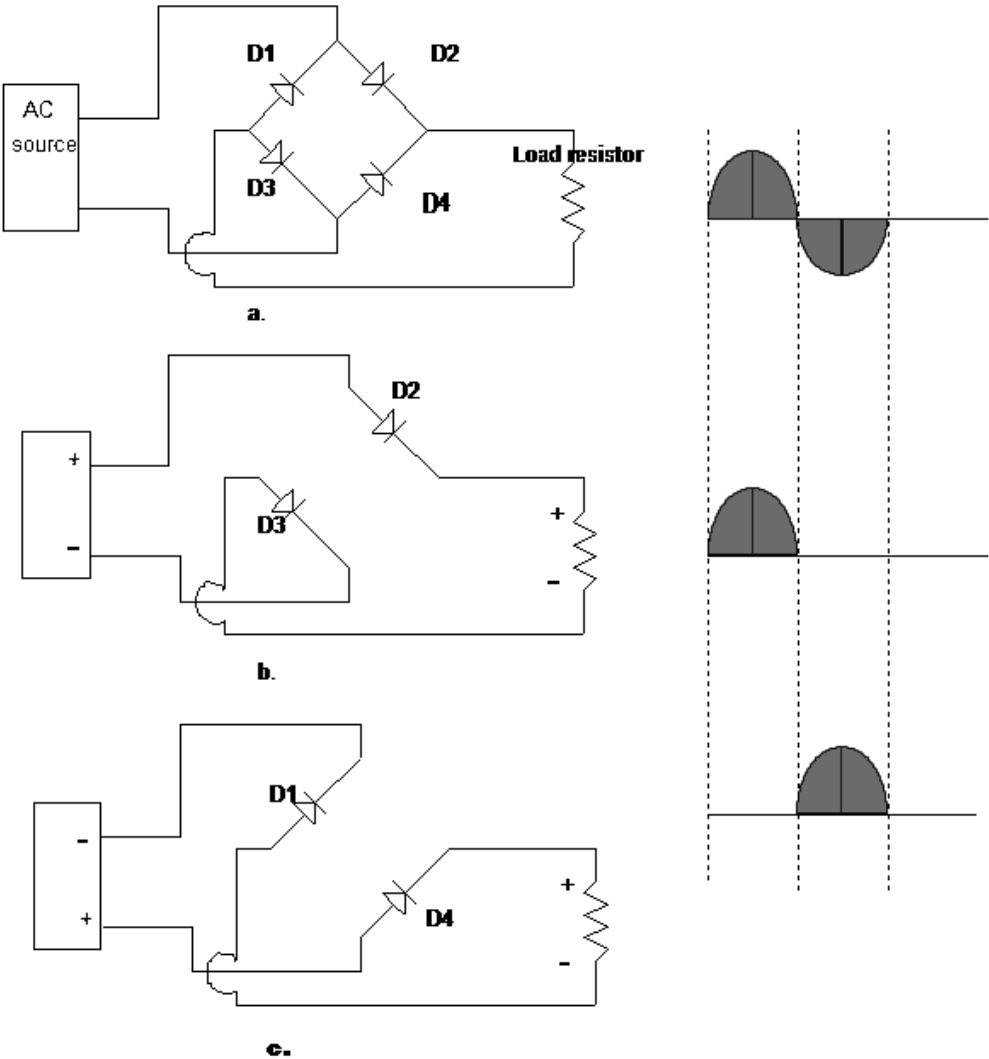 D1
D2
AC
source
Load resistor
D3
D4
a.
D2
+
D3
+
-
-
b.
D1
-
+
D4
+
-
c.